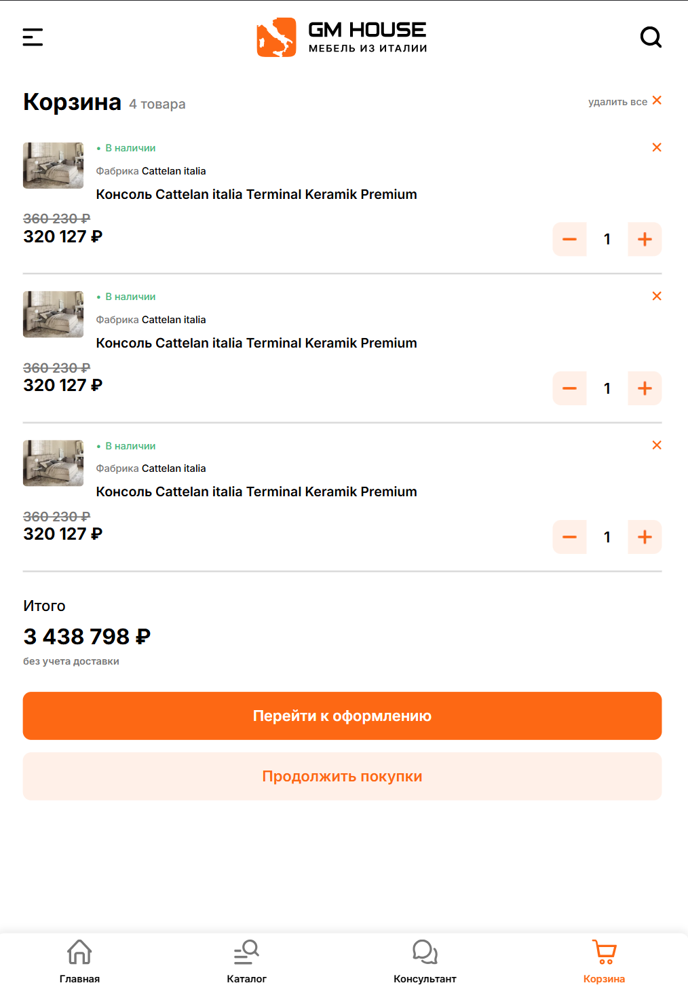 GM HOUSE
МЕБЕЛЬ ИЗ ИТАЛИИ
Корзина 4 товара
удалить все
• В наличии
Фабрика Cattelan italia
Консоль Cattelan italia Terminal Keramik Premium
360 230 ₽
320 127 ₽
1
• В наличии
Фабрика Cattelan italia
Консоль Cattelan italia Terminal Keramik Premium
360 230 ₽
320 127 ₽
1
• В наличии
Фабрика Cattelan italia
Консоль Cattelan italia Terminal Keramik Premium
360 230 ₽
320 127 ₽
1
Итого
3 438 798 ₽
без учета доставки
Перейти к оформлению
Продолжить покупки
Главная Каталог Консультант Корзина